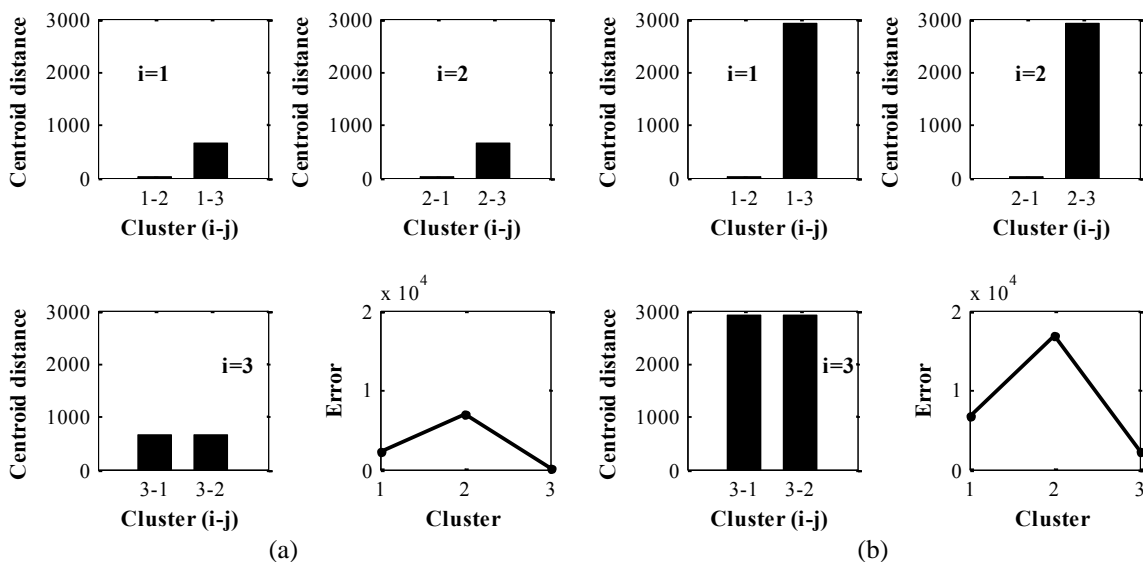 3000
2000
1000
0
Centroid distance
i=1
1-2 1-3
Cluster (i-j)
3000
2000
1000
0
Centroid distance
i=2
2-1 2-3
Cluster (i-j)
3000
2000
1000
0
Centroid distance
i=1
1-2 1-3
Cluster (i-j)
3000
2000
1000
0
Centroid distance
i=2
2-1 2-3
Cluster (i-j)
3000
2000
1000
0
Centroid distance
i=3
3-1 3-2
Cluster (i-j)
x 10^4
2
1
0
Error
1 2 3
Cluster
3000
2000
1000
0
Centroid distance
i=3
3-1 3-2
Cluster (i-j)
x 10^4
2
1
0
Error
1 2 3
Cluster
(a)
(b)